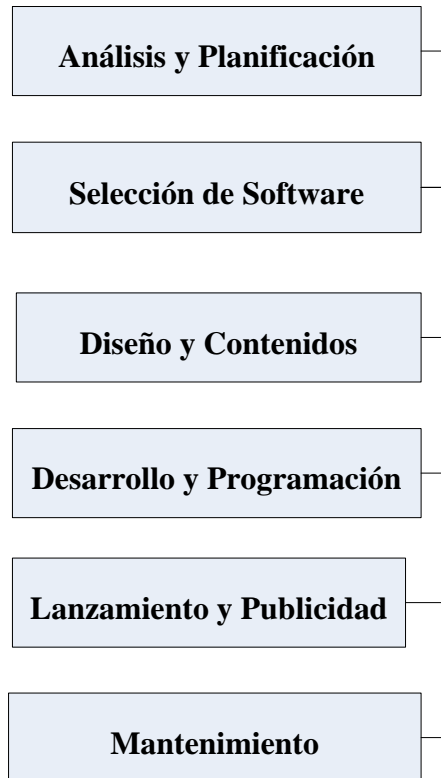 Análisis y Planificación
Selección de Software
Diseño y Contenidos
Desarrollo y Programación
Lanzamiento y Publicidad
Mantenimiento